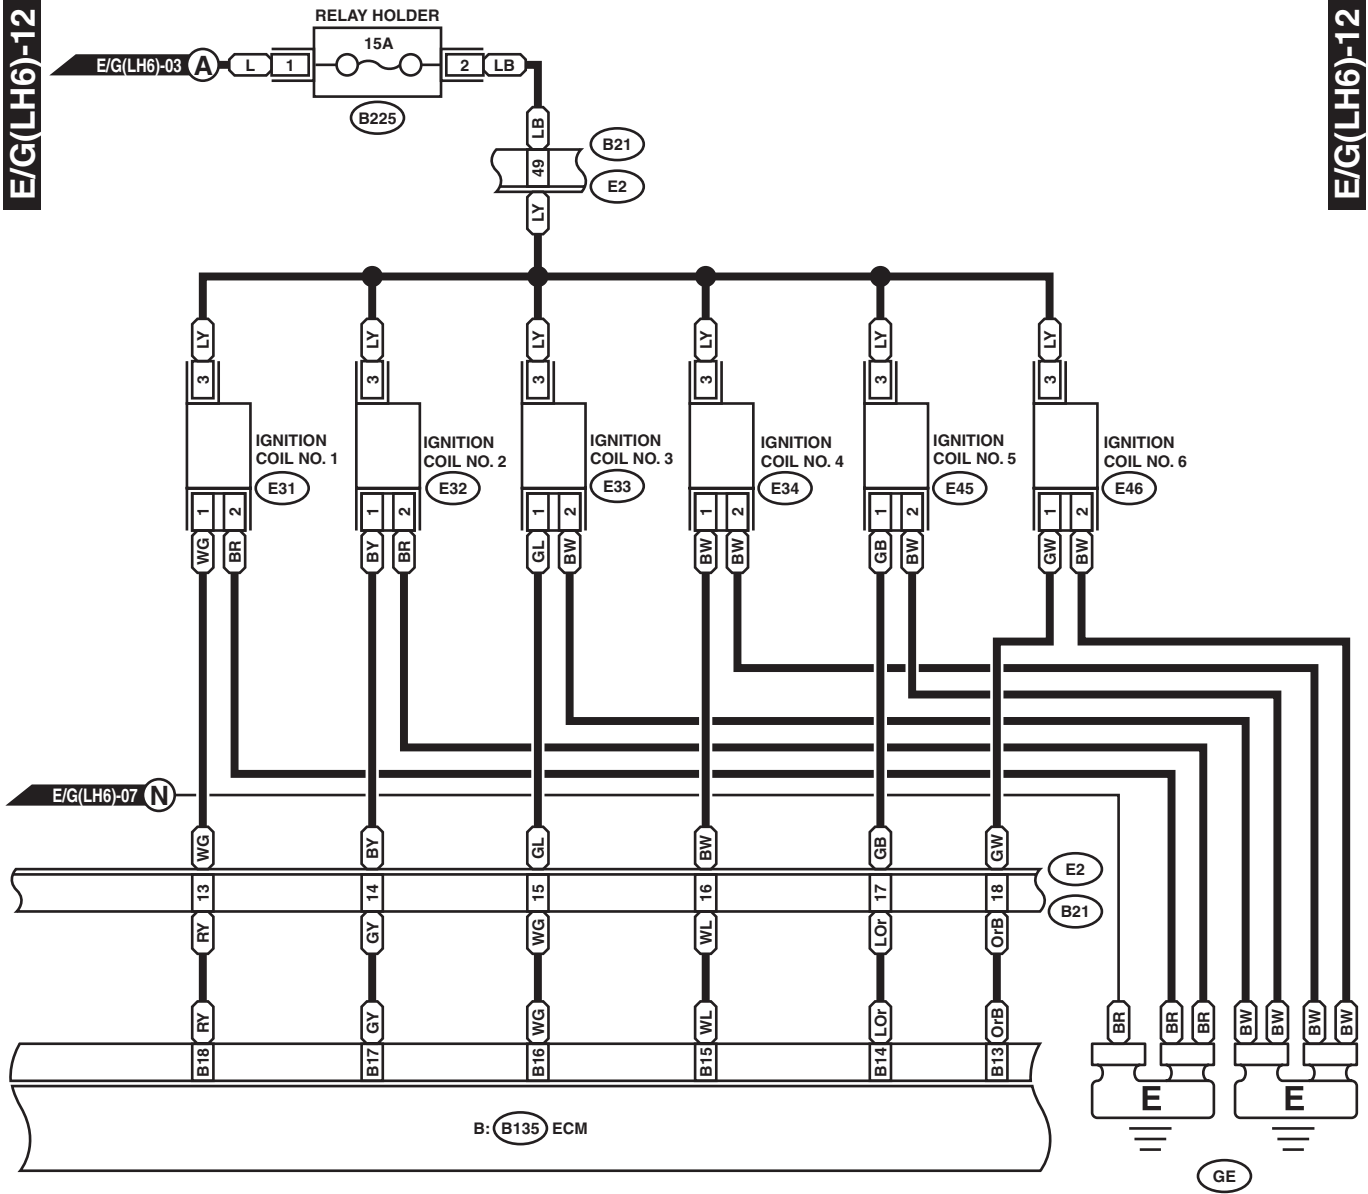 E/G(LH6)-12
E/G(LH6)-12
RELAY HOLDER
15A
E/G(LH6)-03 A L 1 2 LB
B225
LB
B21
49
E2
LY
LY LY LY LY LY LY
3 3 3 3 3 3
IGNITION
COIL NO. 1
E31
IGNITION
COIL NO. 2
E32
IGNITION
COIL NO. 3
E33
IGNITION
COIL NO. 4
E34
IGNITION
COIL NO. 5
E45
IGNITION
COIL NO. 6
E46
1 2 1 2 1 2 1 2 1 2 1 2
WG BR BY BR GL BW BW BW GB BW GW BW
E/G(LH6)-07 N
WG BY GL BW GB GW
E2
13 14 15 16 17 18
B21
RY GY WG WL LOr OrB
RY GY WG WL LOr OrB BR BR BR BW BW BW BW
B18 B17 B16 B15 B14 B13
E E
B: B135 ECM
GE